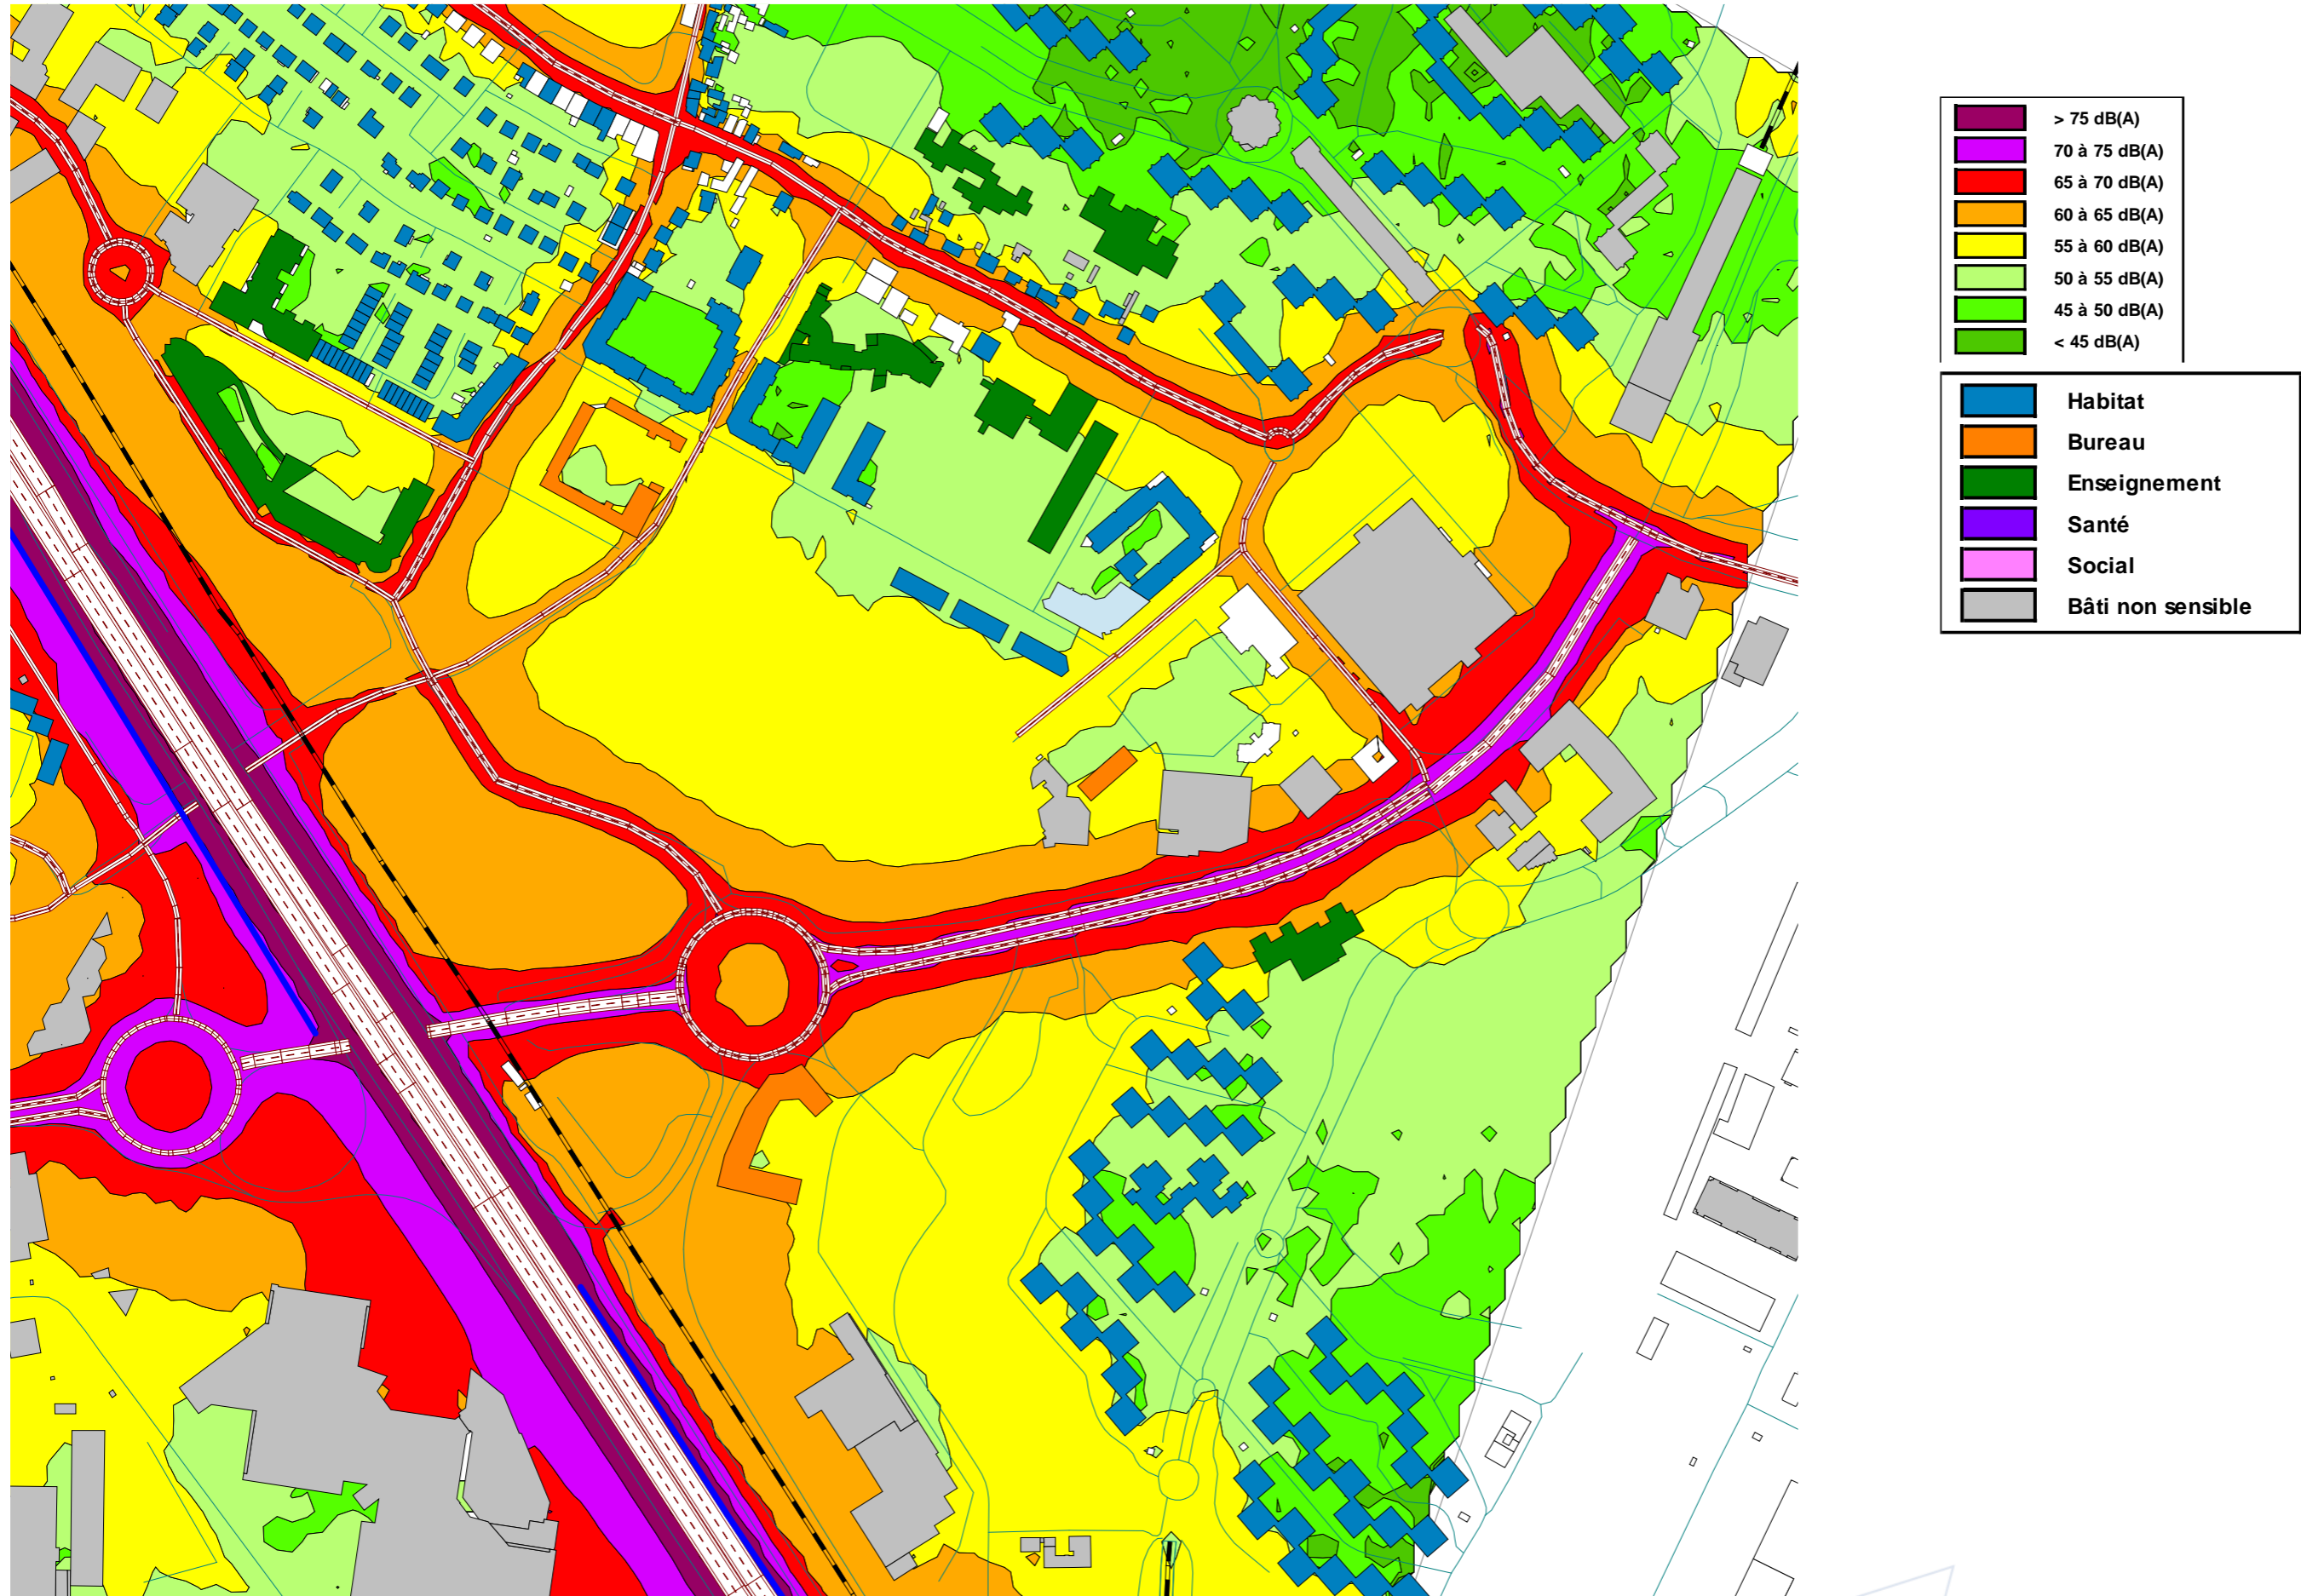 > 75 dB(A)
70 à 75 dB(A)
65 à 70 dB(A)
60 à 65 dB(A)
55 à 60 dB(A)
50 à 55 dB(A)
45 à 50 dB(A)
< 45 dB(A)
Habitat
Bureau
Enseignement
Santé
Social
Bâti non sensible